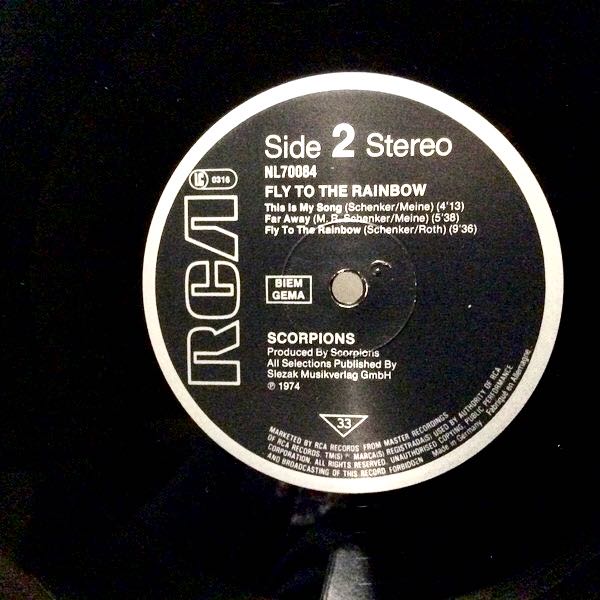 Side 2 Stereo
NL70084
FLY TO THE RAINBOW
This Is My Song (Schenker/Meine) (4'13)
Far Away (M. R. Schenker/Meine) (5'38)
Fly To The Rainbow (Schenker/Roth) (9'36)
LC 0316
RCA
BIEM
GEMA
SCORPIONS
Produced By Scorpions
All Selections Published By
Slezak Musikverlag GmbH
℗ 1974
33
MARKETED BY RCA RECORDS FROM MASTER RECORDINGS
OF RCA RECORDS. TM(S)® MARCA(S) REGISTRADA(S) USED BY AUTHORITY OF RCA
CORPORATION. ALL RIGHTS RESERVED. UNAUTHORISED COPYING PUBLIC PERFORMANCE
AND BROADCASTING OF THIS RECORD FORBIDDEN Made in Germany Fabriqué en Allemagne